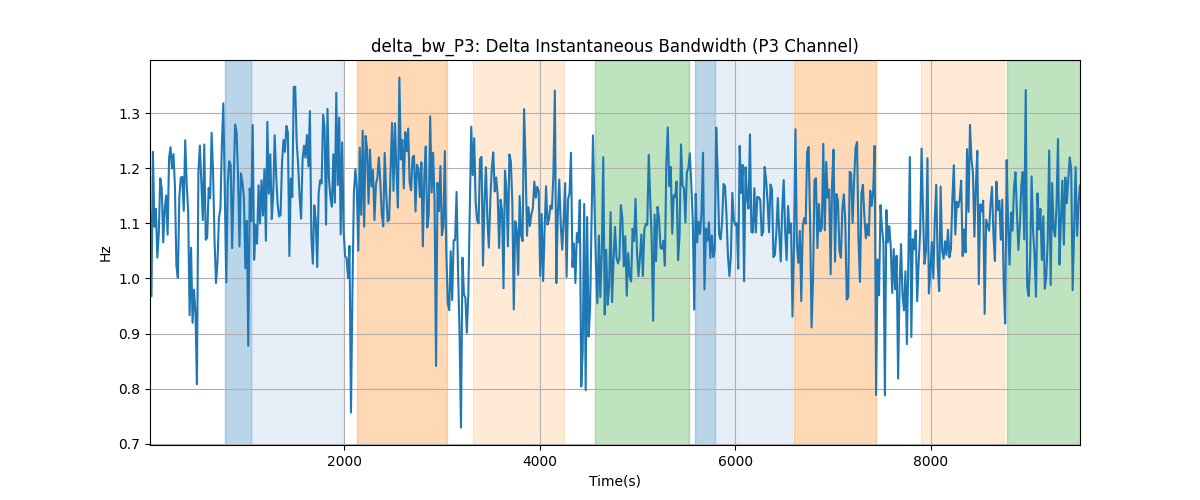 delta_bw_P3: Delta Instantaneous Bandwidth (P3 Channel)
Hz
1.3
1.2
1.1
1.0
0.9
0.8
0.7
2000 4000 6000 8000
Time(s)